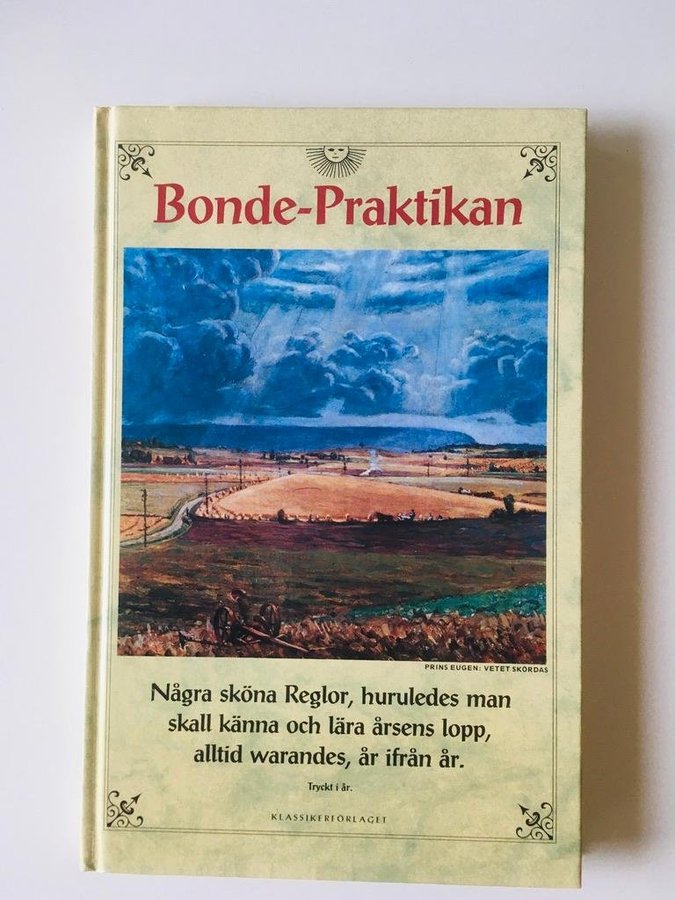 Bonde-Praktikan
PRINS EUGEN: VETET SKÖRDAS
Några sköna Reglor, huruledes man
skall känna och lära årsens lopp,
alltid warandes, år ifrån år.
Tryckt i år.
KLASSIKERFÖRLAGET